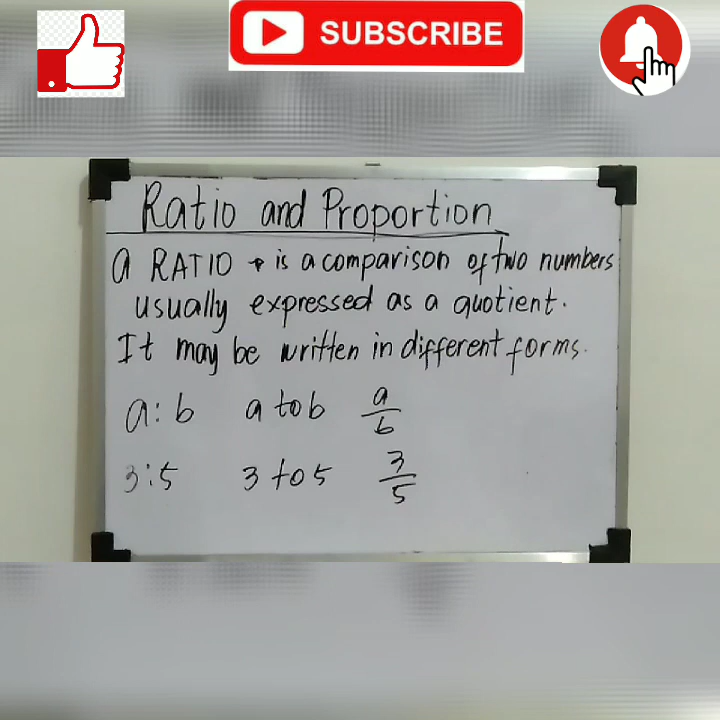 SUBSCRIBE
Ratio and Proportion
A RATIO → is a comparison of two numbers
usually expressed as a quotient.
It may be written in different forms.
a:b a to b a/b
3:5 3 to 5 3/5